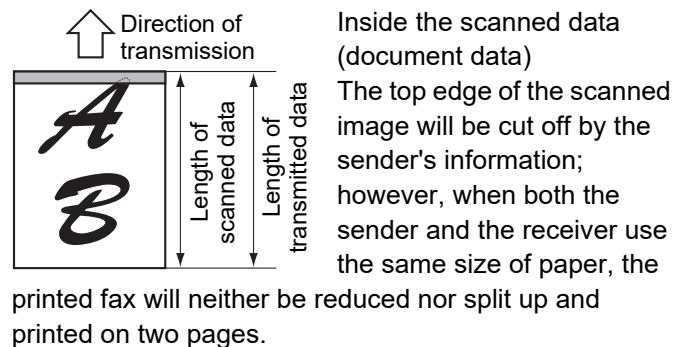 Direction of
transmission
A
B
Length of
scanned data
Length of
transmitted data
Inside the scanned data
(document data)
The top edge of the scanned
image will be cut off by the
sender's information;
however, when both the
sender and the receiver use
the same size of paper, the
printed fax will neither be reduced nor split up and
printed on two pages.